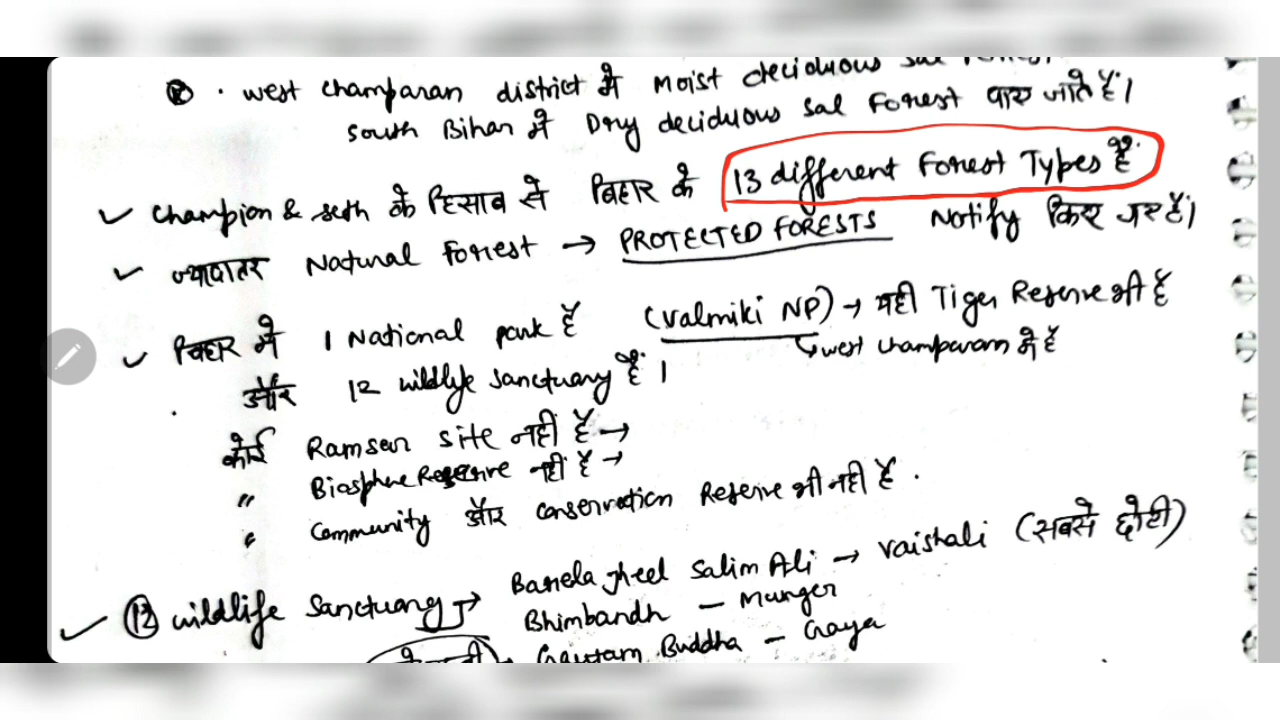 · west champaran district में Moist deciduous sal
south Bihar में Dry deciduous sal Forest पाए जाते हैं।
✓ champion & seth के हिसाब से बिहार के 13 different Forest Types हैं.
✓ ज्यादातर Natural Forest → PROTECTED FORESTS Notify किए गए हैं।
✓ बिहार में 1 National park है (Valmiki NP) → यही Tiger Reserve भी है
↳ west champaran में है
और 12 wildlife sanctuary हैं।
कोई Ramsar site नहीं है →
" Biosphere Reserve नहीं है →
" Community और conservation Reserve भी नहीं है.
✓ 12 wildlife Sanctuary → Barela Jheel Salim Ali → Vaishali (सबसे छोटी)
Bhimbandh - Munger
Gautam Buddha - Gaya